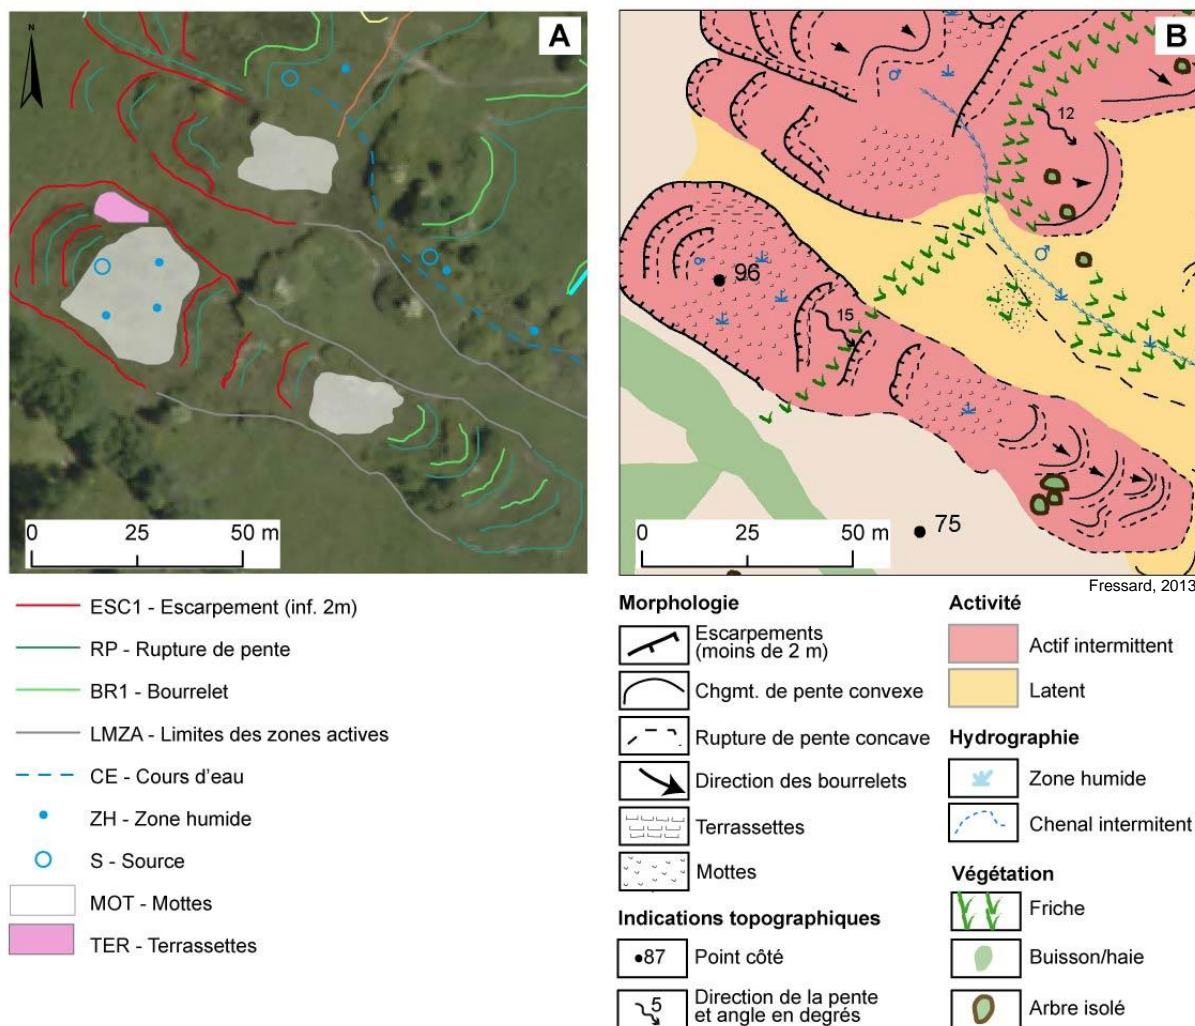 N
A
0 25 50 m
B
12
96
15
75
0 25 50 m
Fressard, 2013
ESC1 - Escarpement (inf. 2m)
RP - Rupture de pente
BR1 - Bourrelet
LMZA - Limites des zones actives
CE - Cours d'eau
ZH - Zone humide
S - Source
MOT - Mottes
TER - Terrassettes
Morphologie
Escarpements
(moins de 2 m)
Chgmt. de pente convexe
Rupture de pente concave
Direction des bourrelets
Terrassettes
Mottes
Indications topographiques
87
Point côté
5
Direction de la pente
et angle en degrés
Activité
Actif intermittent
Latent
Hydrographie
Zone humide
Chenal intermitent
Végétation
Friche
Buisson/haie
Arbre isolé